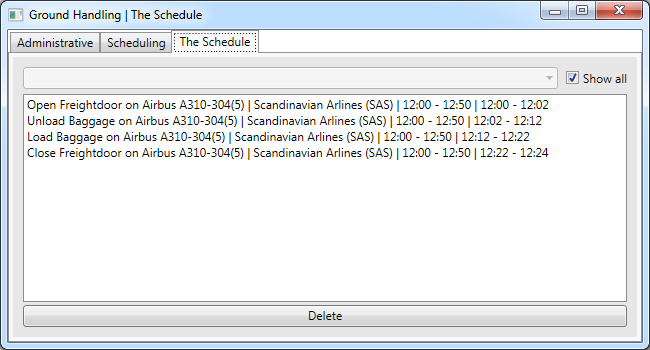 Ground Handling | The Schedule
Administrative Scheduling The Schedule
Show all
Open Freightdoor on Airbus A310-304(5) | Scandinavian Arlines (SAS) | 12:00 - 12:50 | 12:00 - 12:02
Unload Baggage on Airbus A310-304(5) | Scandinavian Arlines (SAS) | 12:00 - 12:50 | 12:02 - 12:12
Load Baggage on Airbus A310-304(5) | Scandinavian Arlines (SAS) | 12:00 - 12:50 | 12:12 - 12:22
Close Freightdoor on Airbus A310-304(5) | Scandinavian Arlines (SAS) | 12:00 - 12:50 | 12:22 - 12:24
Delete